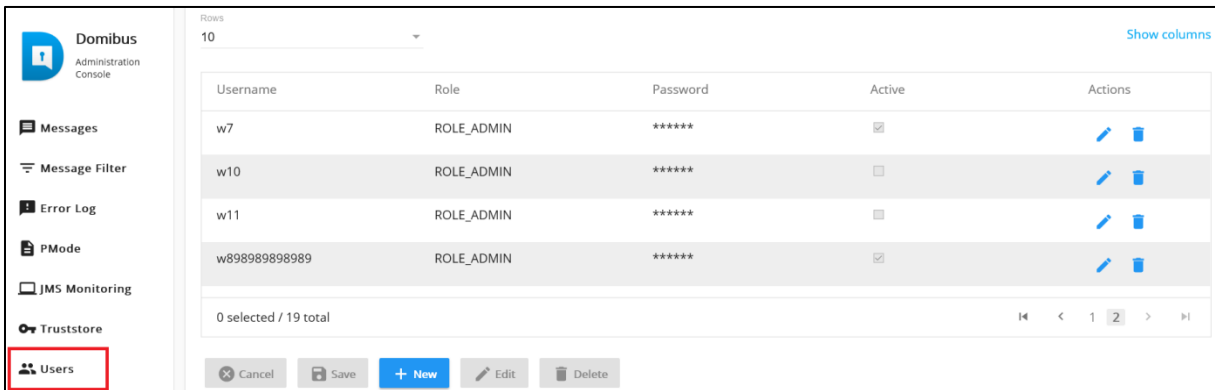 Domibus
Administration
Console
Messages
Message Filter
Error Log
PMode
JMS Monitoring
Truststore
Users
Rows
10
Show columns
Username Role Password Active Actions
w7 ROLE_ADMIN ******
w10 ROLE_ADMIN ******
w11 ROLE_ADMIN ******
w898989898989 ROLE_ADMIN ******
0 selected / 19 total 1 2
Cancel Save + New Edit Delete